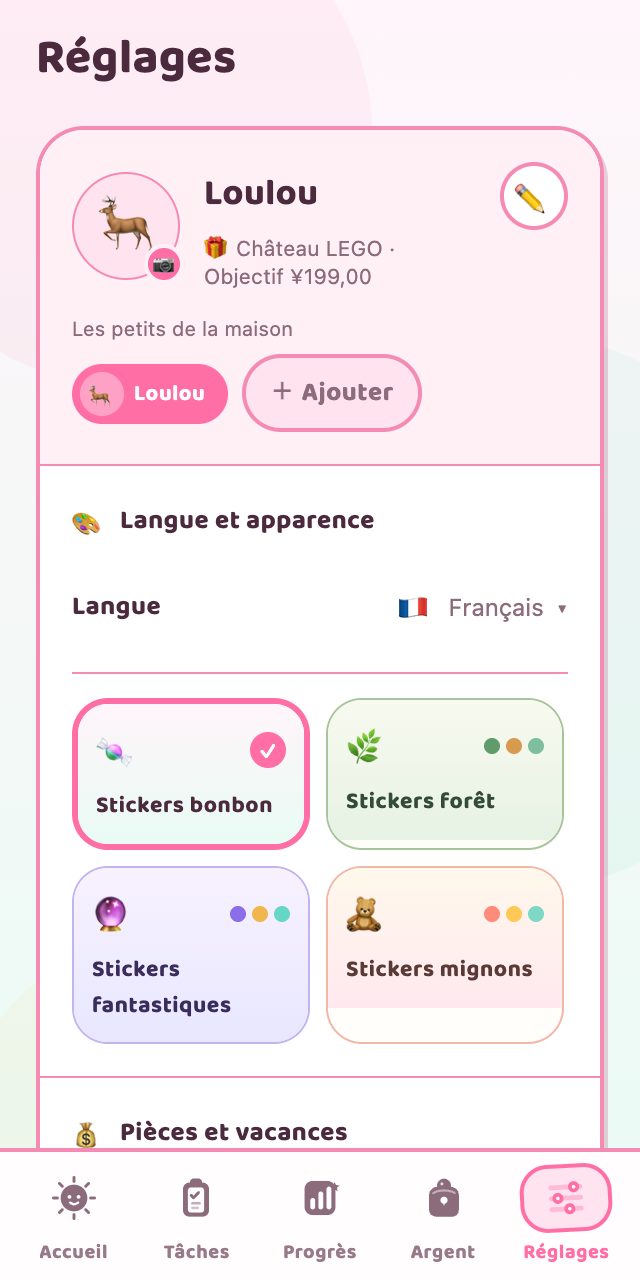 Réglages
Loulou
🎁 Château LEGO ·
Objectif ¥199,00
Les petits de la maison
Loulou
+ Ajouter
Langue et apparence
Langue
Français
Stickers bonbon
Stickers forêt
Stickers
fantastiques
Stickers mignons
Pièces et vacances
Accueil
Tâches
Progrès
Argent
Réglages